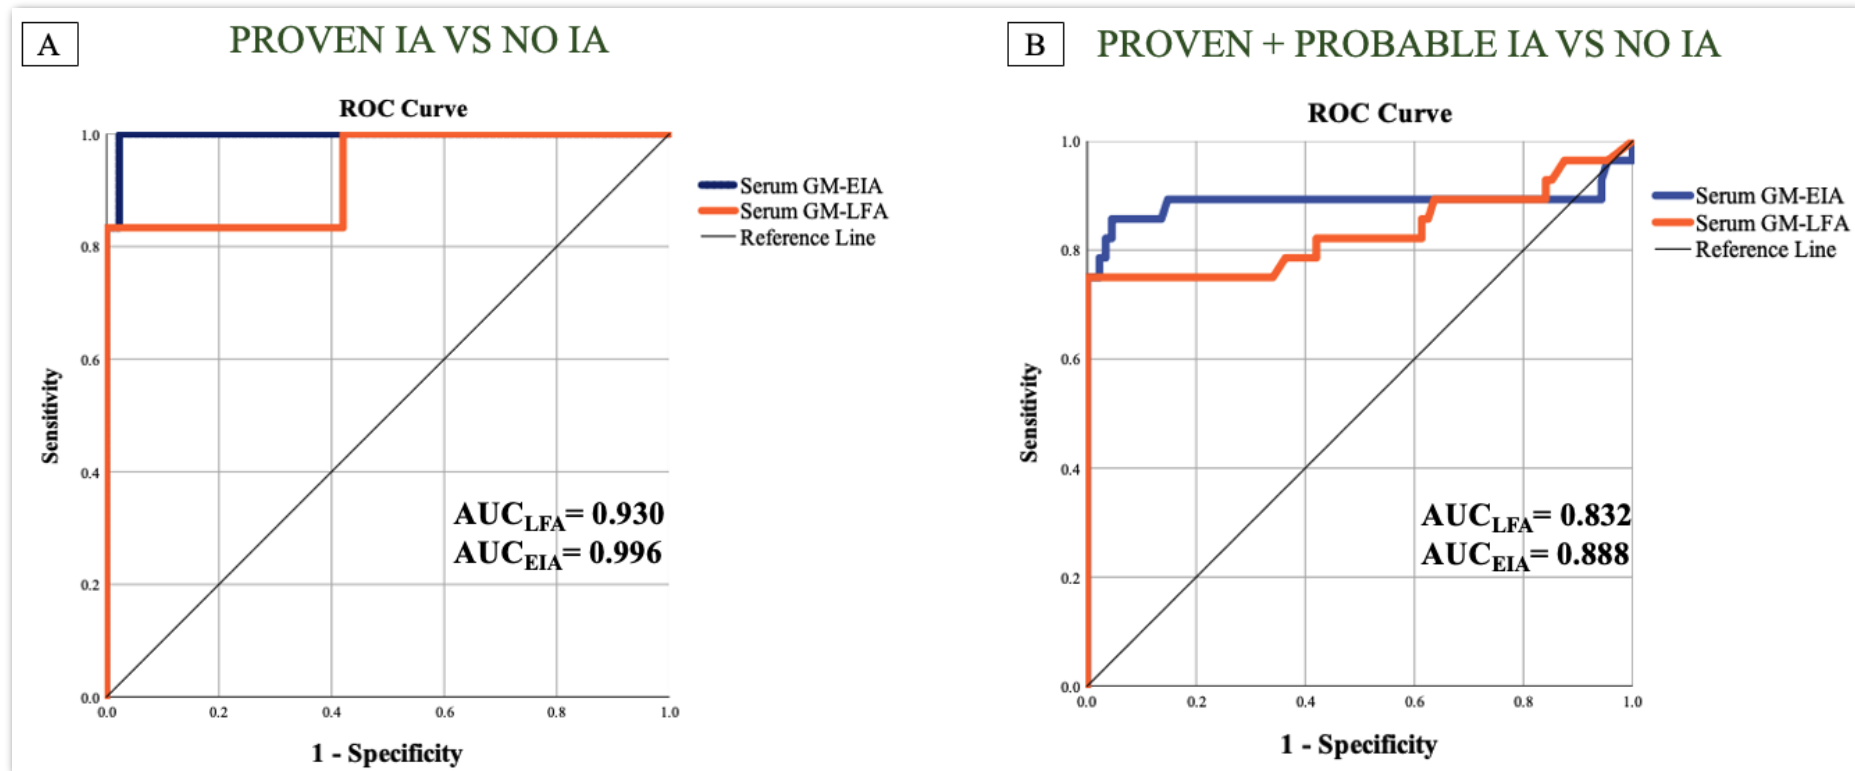 A
PROVEN IA VS NO IA
ROC Curve
1.0
0.8
0.6
0.4
0.2
0.0
0.0 0.2 0.4 0.6 0.8 1.0
Sensitivity
1 - Specificity
Serum GM-EIA
Serum GM-LFA
Reference Line
AUCLFA= 0.930
AUCEIA= 0.996
B
PROVEN + PROBABLE IA VS NO IA
ROC Curve
1.0
0.8
0.6
0.4
0.2
0.0
0.0 0.2 0.4 0.6 0.8 1.0
Sensitivity
1 - Specificity
Serum GM-EIA
Serum GM-LFA
Reference Line
AUCLFA= 0.832
AUCEIA= 0.888